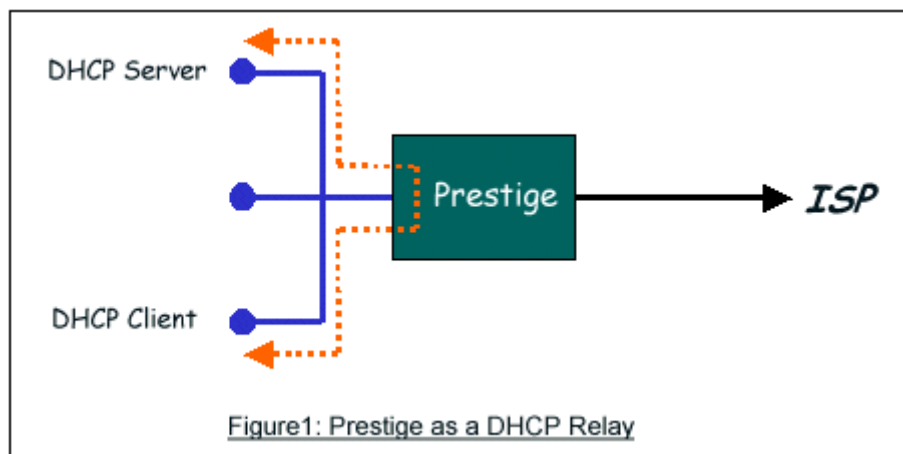 DHCP Server
Prestige
ISP
DHCP Client
Figure1: Prestige as a DHCP Relay